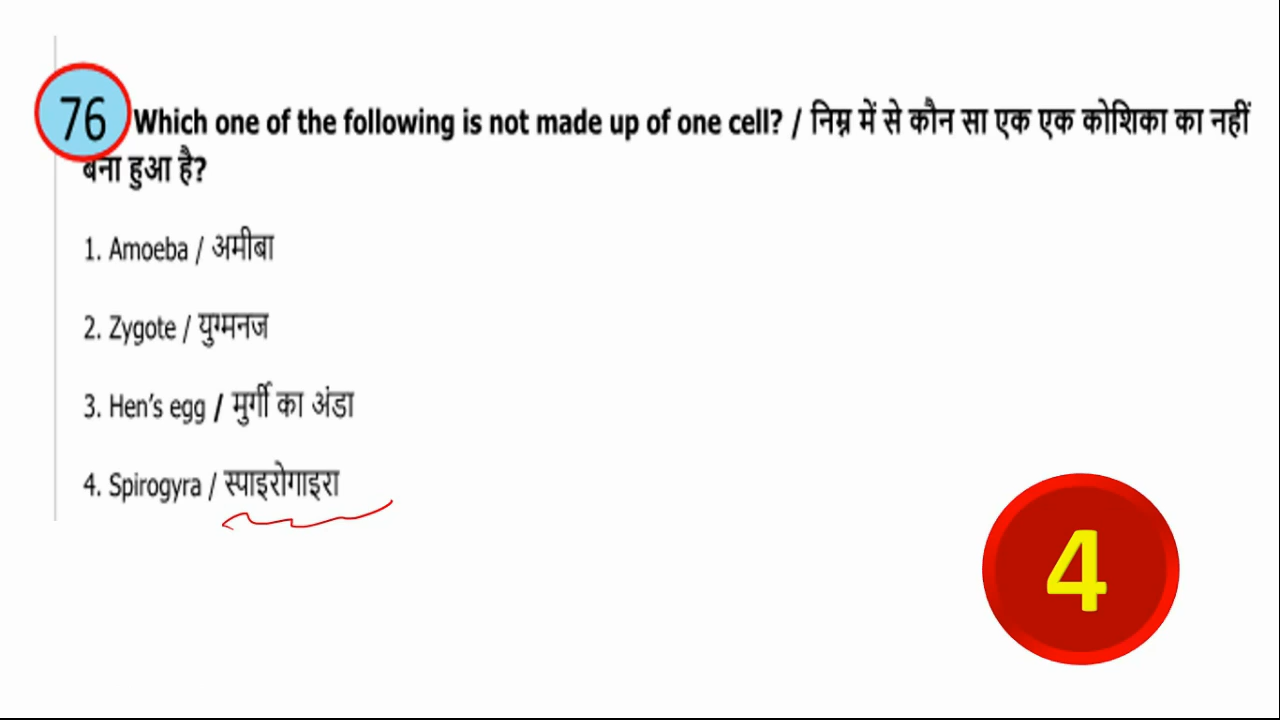 76 Which one of the following is not made up of one cell? / निम्न में से कौन सा एक एक कोशिका का नहीं
बना हुआ है?
1. Amoeba / अमीबा
2. Zygote / युग्मनज
3. Hen's egg / मुर्गी का अंडा
4. Spirogyra / स्पाइरोगाइरा
4